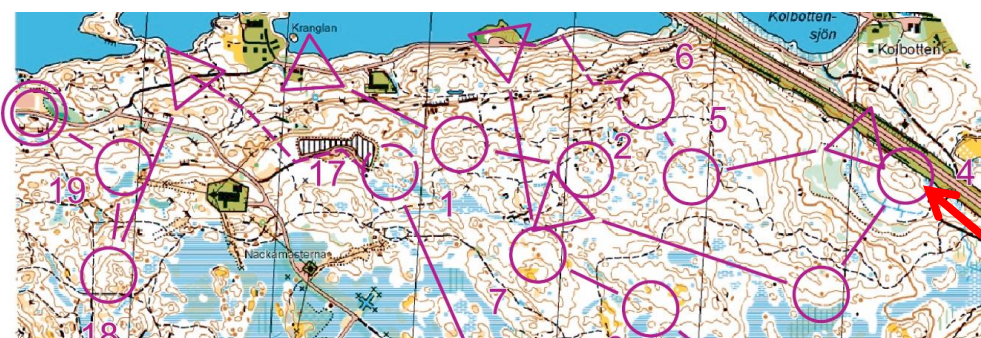 Kolbotten-
sjön
Kranglan
Kolbotten
6
5
2
4
17
19
1
Nackamasterna
7
18